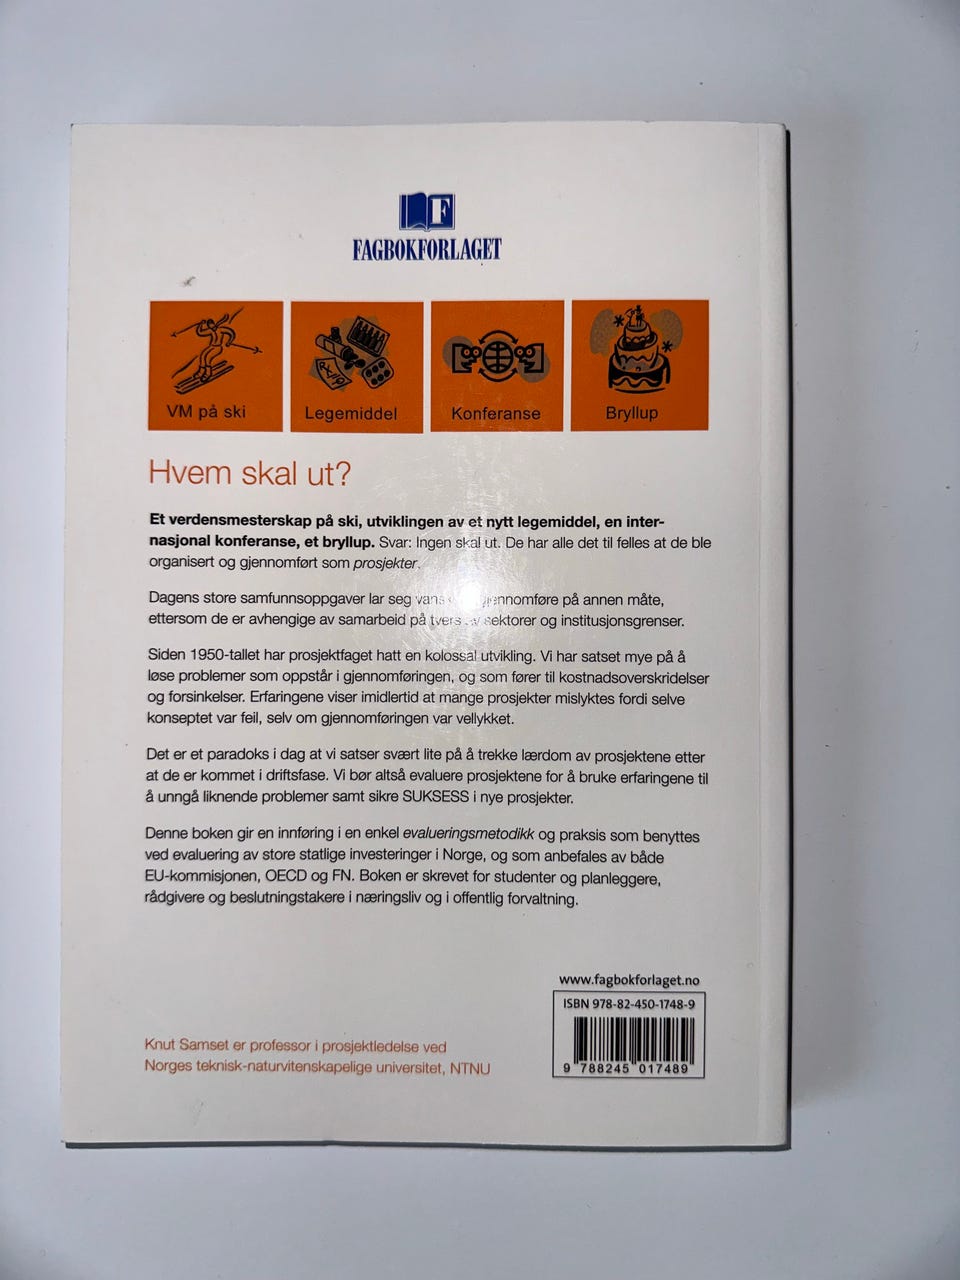 F
FAGBOKFORLAGET
VM på ski
Legemiddel
Konferanse
Bryllup
Hvem skal ut?
Et verdensmesterskap på ski, utviklingen av et nytt legemiddel, en inter-
nasjonal konferanse, et bryllup. Svar: Ingen skal ut. De har alle det til felles at de ble
organisert og gjennomført som prosjekter.
Dagens store samfunnsoppgaver lar seg gjennomføre på annen måte,
ettersom de er avhengige av samarbeid på tvers av sektorer og institusjonsgrenser.
Siden 1950-tallet har prosjektfaget hatt en kolossal utvikling. Vi har satset mye på å
løse problemer som oppstår i gjennomføringen, og som fører til kostnadsoverskridelser
og forsinkelser. Erfaringene viser imidlertid at mange prosjekter mislyktes fordi selve
konseptet var feil, selv om gjennomføringen var vellykket.
Det er et paradoks i dag at vi satser svært lite på å trekke lærdom av prosjektene etter
at de er kommet i driftsfase. Vi bør altså evaluere prosjektene for å bruke erfaringene til
å unngå liknende problemer samt sikre SUKSESS i nye prosjekter.
Denne boken gir en innføring i en enkel evalueringsmetodikk og praksis som benyttes
ved evaluering av store statlige investeringer i Norge, og som anbefales av både
EU-kommisjonen, OECD og FN. Boken er skrevet for studenter og planleggere,
rådgivere og beslutningstakere i næringsliv og i offentlig forvaltning.
www.fagbokforlaget.no
ISBN 978-82-450-1748-9
9 788245 017489
Knut Samset er professor i prosjektledelse ved
Norges teknisk-naturvitenskapelige universitet, NTNU